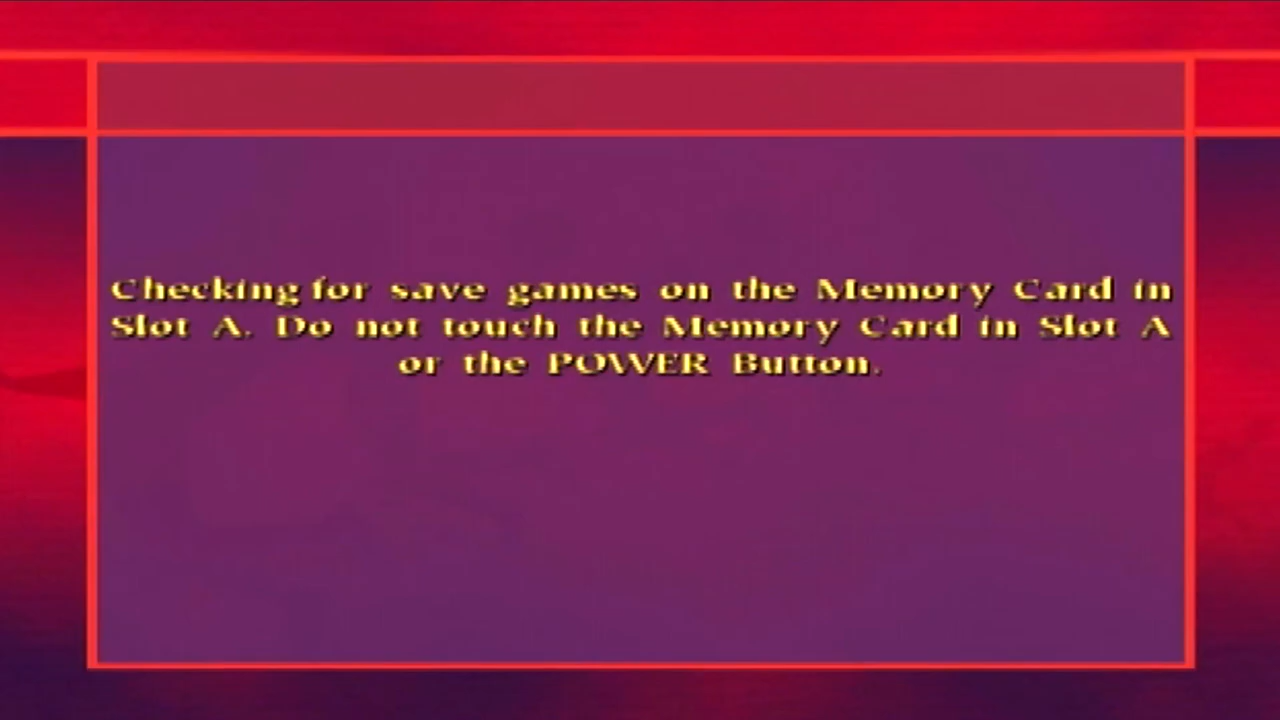 Checking for save games on the Memory Card in
Slot A. Do not touch the Memory Card in Slot A
or the POWER Button.